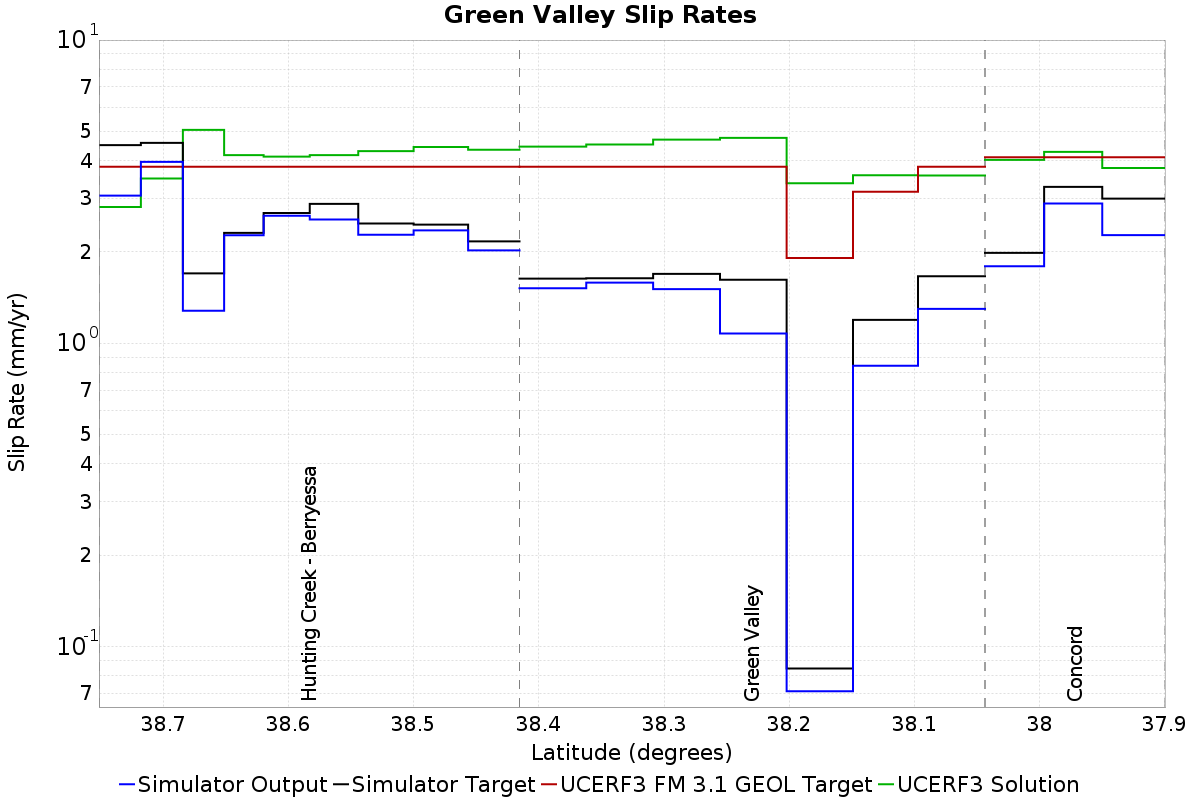 Green Valley Slip Rates
10^1
7
5
4
3
2
10^0
7
5
4
3
2
10^-1
7
Slip Rate (mm/yr)
Hunting Creek - Berryessa
Green Valley
Concord
38.7 38.6 38.5 38.4 38.3 38.2 38.1 38 37.9
Latitude (degrees)
Simulator Output Simulator Target UCERF3 FM 3.1 GEOL Target UCERF3 Solution